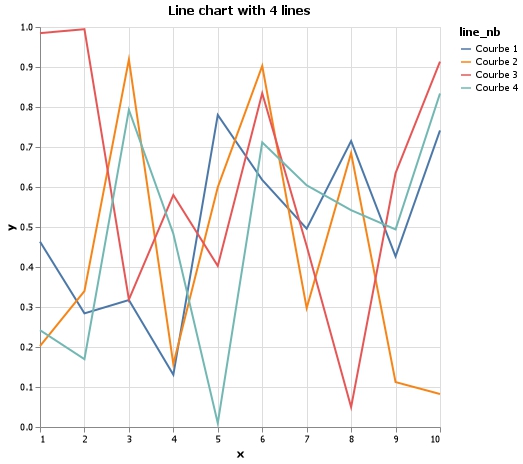 Line chart with 4 lines
line_nb
Courbe 1
Courbe 2
Courbe 3
Courbe 4
y
1.0
0.9
0.8
0.7
0.6
0.5
0.4
0.3
0.2
0.1
0.0
1 2 3 4 5 6 7 8 9 10
x